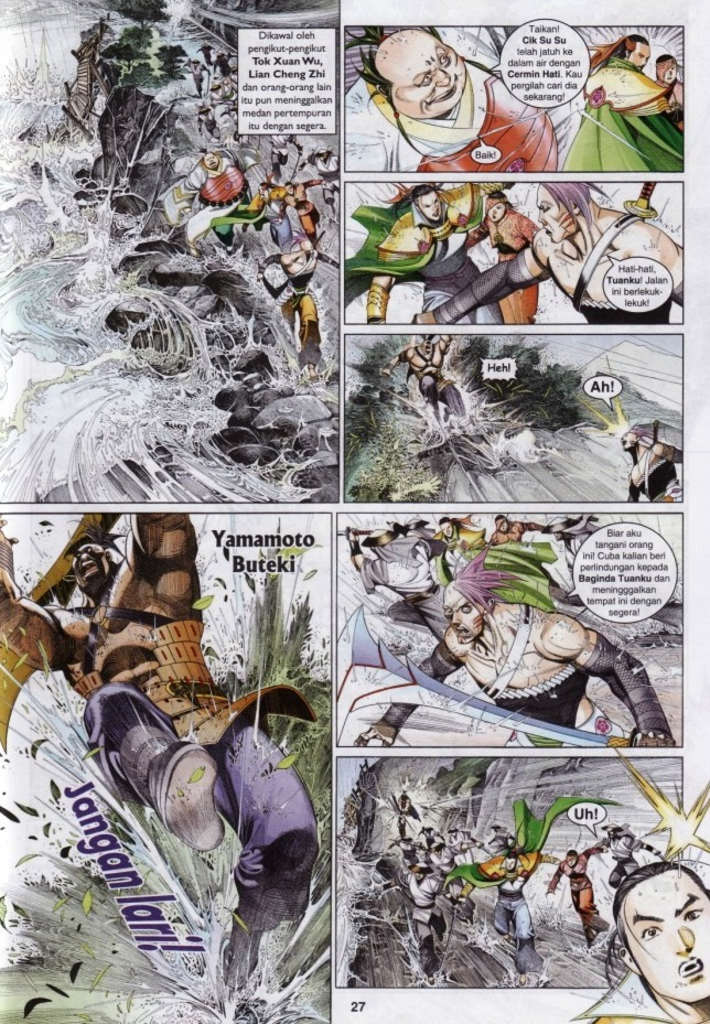 Dikawal oleh
pengikut-pengikut
Tok Xuan Wu,
Lian Cheng Zhi
dan orang-orang lain
itu pun meninggalkan
medan pertempuran
itu dengan segera.
Taikan!
Cik Su Su
telah jatuh ke
dalam air dengan
Cermin Hati. Kau
pergilah cari dia
sekarang!
Baik!
Hati-hati,
Tuanku! Jalan
ini berlekuk-
lekuk!
Heh!
Ah!
Yamamoto
Buteki
Jangan lari!
Biar aku
tangani orang
ini! Cuba kalian beri
perlindungan kepada
Baginda Tuanku dan
meningggalkan
tempat ini dengan
segera!
Uh!
27